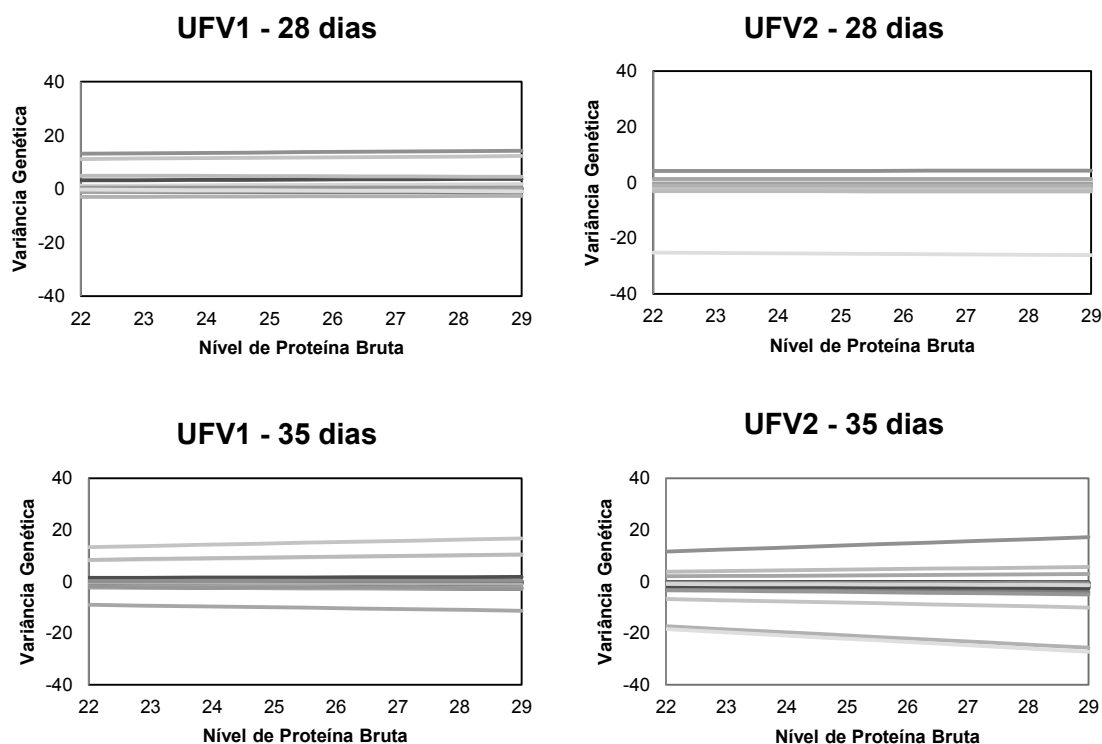 UFV1 - 28 dias
Variância Genética
40
20
0
-20
-40
22 23 24 25 26 27 28 29
Nível de Proteína Bruta
UFV2 - 28 dias
Variância Genética
40
20
0
-20
-40
22 23 24 25 26 27 28 29
Nível de Proteína Bruta
UFV1 - 35 dias
Variância Genética
40
20
0
-20
-40
22 23 24 25 26 27 28 29
Nível de Proteína Bruta
UFV2 - 35 dias
Variância Genética
40
20
0
-20
-40
22 23 24 25 26 27 28 29
Nível de Proteína Bruta